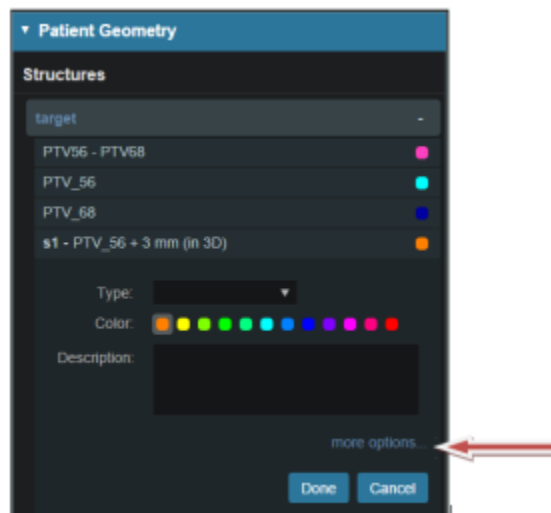 Patient Geometry
Structures
target -
PTV56 - PTV68
PTV_56
PTV_68
s1 - PTV_56 + 3 mm (in 3D)
Type:
Color:
Description:
more options...
Done Cancel